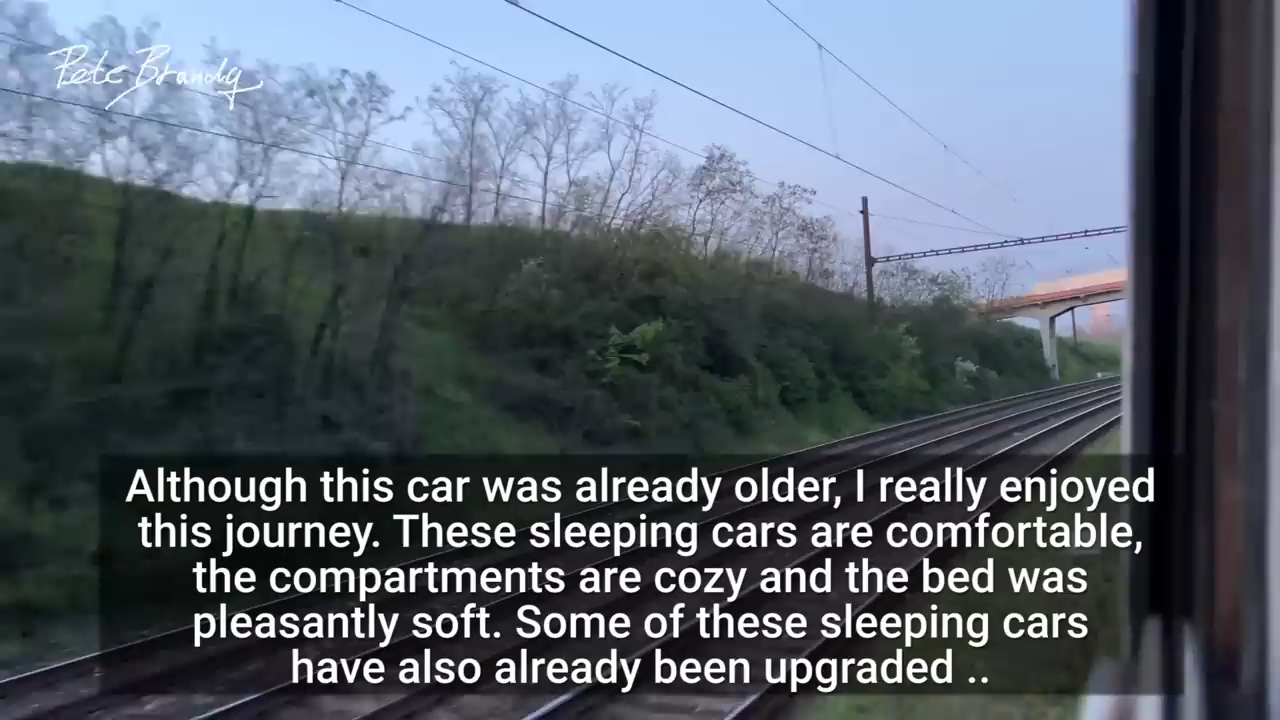 Pete Brandy
Although this car was already older, I really enjoyed
this journey. These sleeping cars are comfortable,
the compartments are cozy and the bed was
pleasantly soft. Some of these sleeping cars
have also already been upgraded ..